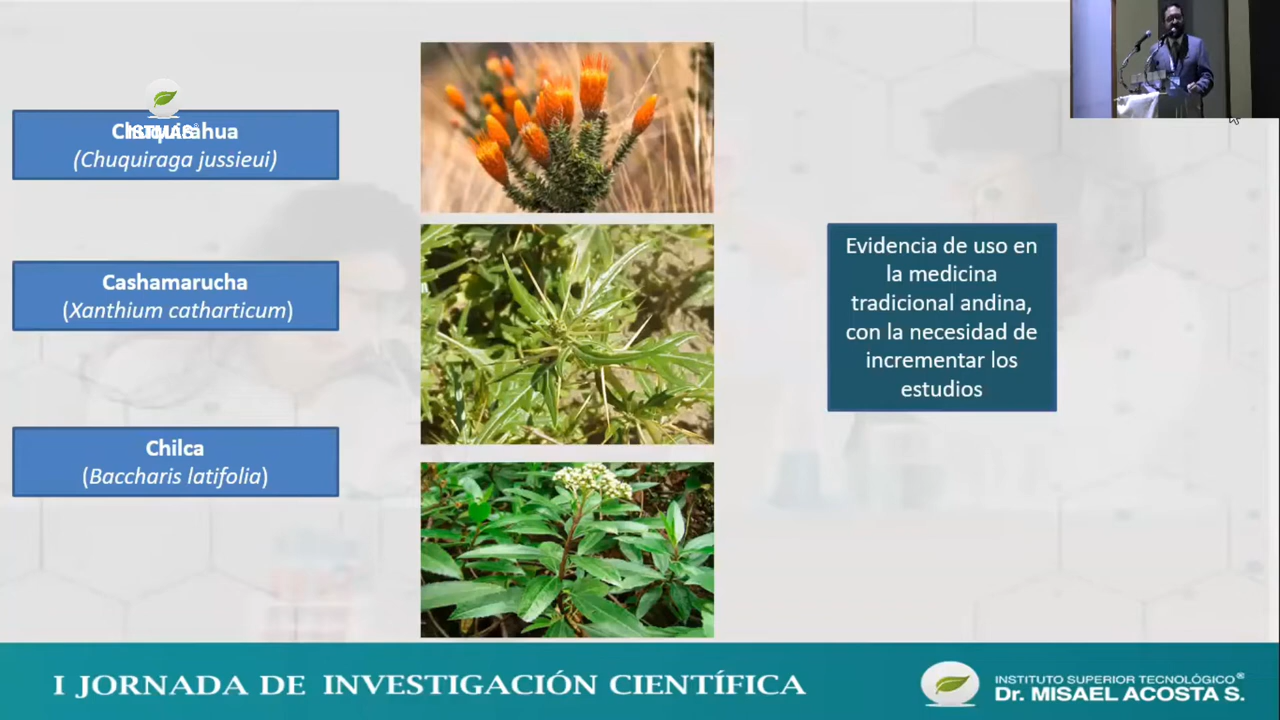 ISTMAS®
(Chuquiraga jussieui)
Cashamarucha
(Xanthium catharticum)
Chilca
(Baccharis latifolia)
Evidencia de uso en
la medicina
tradicional andina,
con la necesidad de
incrementar los
estudios
I JORNADA DE INVESTIGACIÓN CIENTÍFICA
INSTITUTO SUPERIOR TECNOLÓGICO®
Dr. MISAEL ACOSTA S.